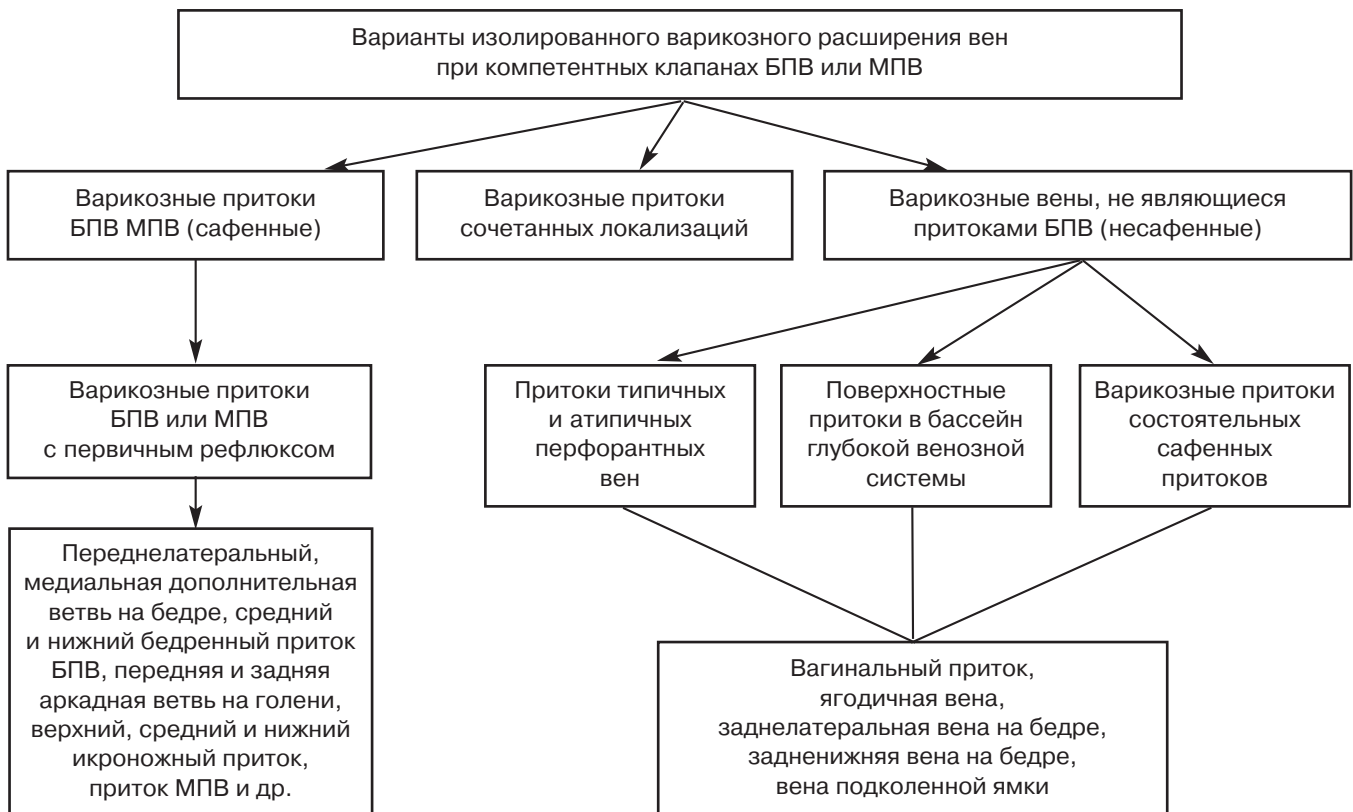 Варианты изолированного варикозного расширения вен
при компетентных клапанах БПВ или МПВ
Варикозные притоки
БПВ МПВ (сафенные)
Варикозные притоки
сочетанных локализаций
Варикозные вены, не являющиеся
притоками БПВ (несафенные)
Варикозные притоки
БПВ или МПВ
с первичным рефлюксом
Притоки типичных
и атипичных
перфорантных
вен
Поверхностные
притоки в бассейн
глубокой венозной
системы
Варикозные притоки
состоятельных
сафенных
притоков
Переднелатеральный,
медиальная дополнительная
ветвь на бедре, средний
и нижний бедренный приток
БПВ, передняя и задняя
аркадная ветвь на голени,
верхний, средний и нижний
икроножный приток,
приток МПВ и др.
Вагинальный приток,
ягодичная вена,
заднелатеральная вена на бедре,
задненижняя вена на бедре,
вена подколенной ямки